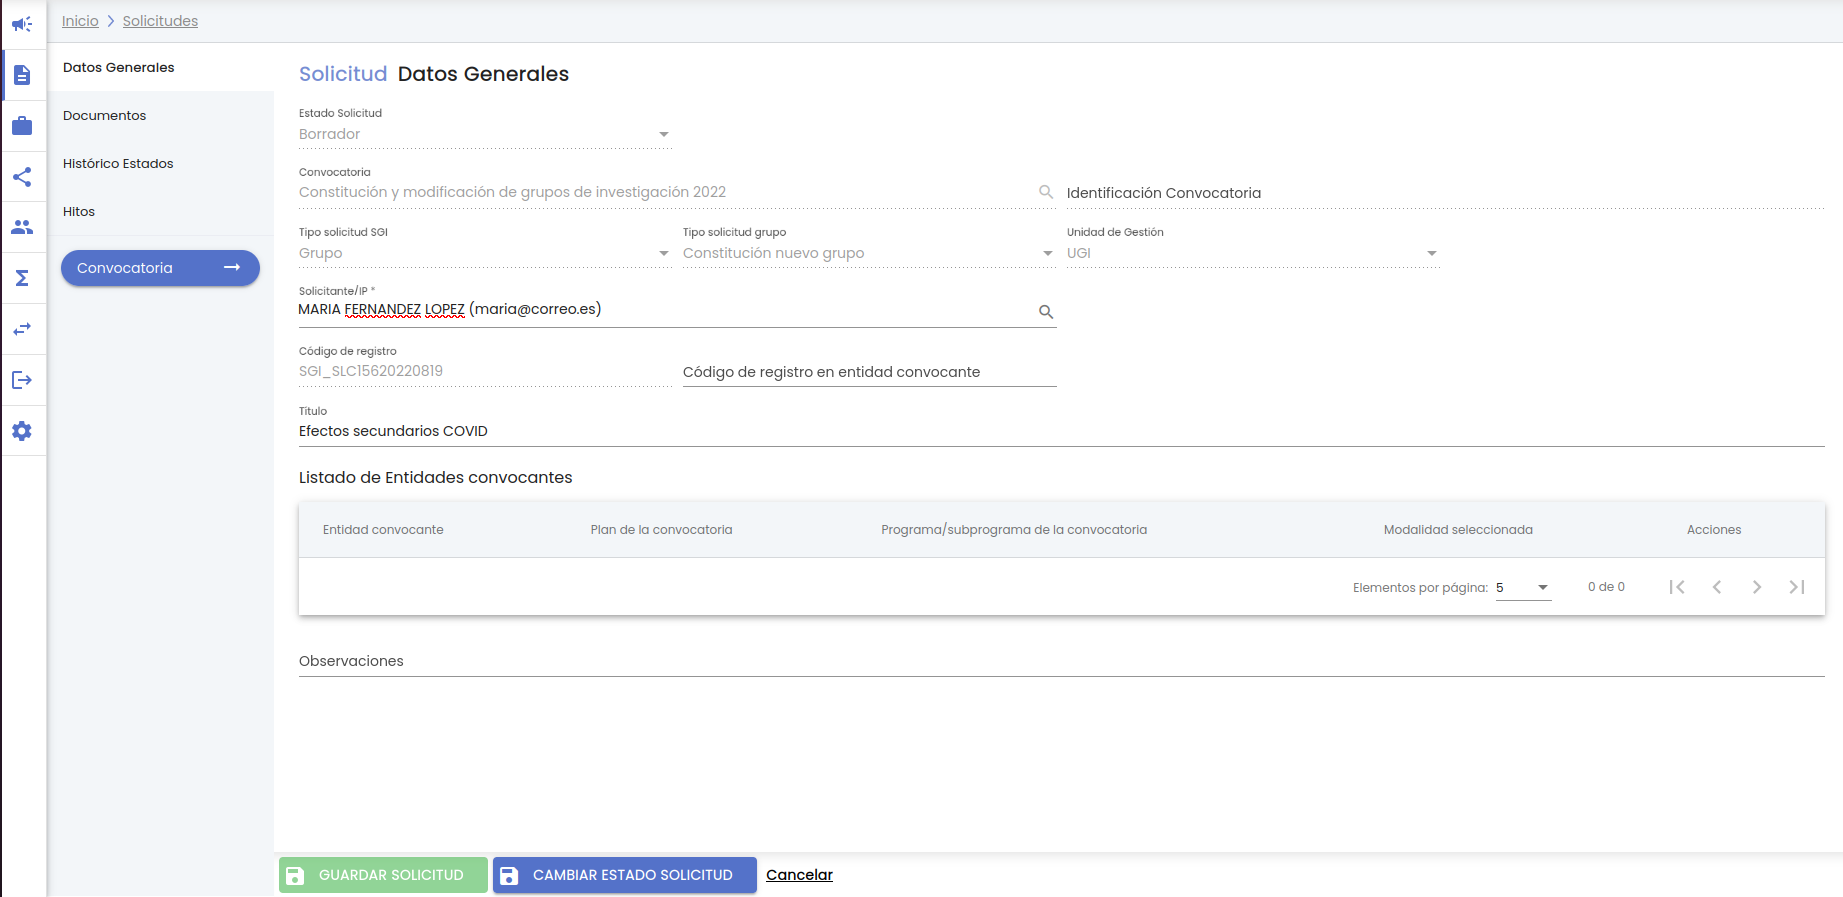 Inicio > Solicitudes
Datos Generales
Documentos
Histórico Estados
Hitos
Convocatoria
Solicitud Datos Generales
Estado Solicitud
Borrador
Convocatoria
Constitución y modificación de grupos de investigación 2022
Identificación Convocatoria
Tipo solicitud SGI
Grupo
Tipo solicitud grupo
Constitución nuevo grupo
Unidad de Gestión
UGI
Solicitante/IP *
MARIA FERNANDEZ LOPEZ (maria@correo.es)
Código de registro
SGI_SLC15620220819
Código de registro en entidad convocante
Titulo
Efectos secundarios COVID
Listado de Entidades convocantes
Entidad convocante Plan de la convocatoria Programa/subprograma de la convocatoria Modalidad seleccionada Acciones
Elementos por página: 5 0 de 0
Observaciones
GUARDAR SOLICITUD CAMBIAR ESTADO SOLICITUD Cancelar